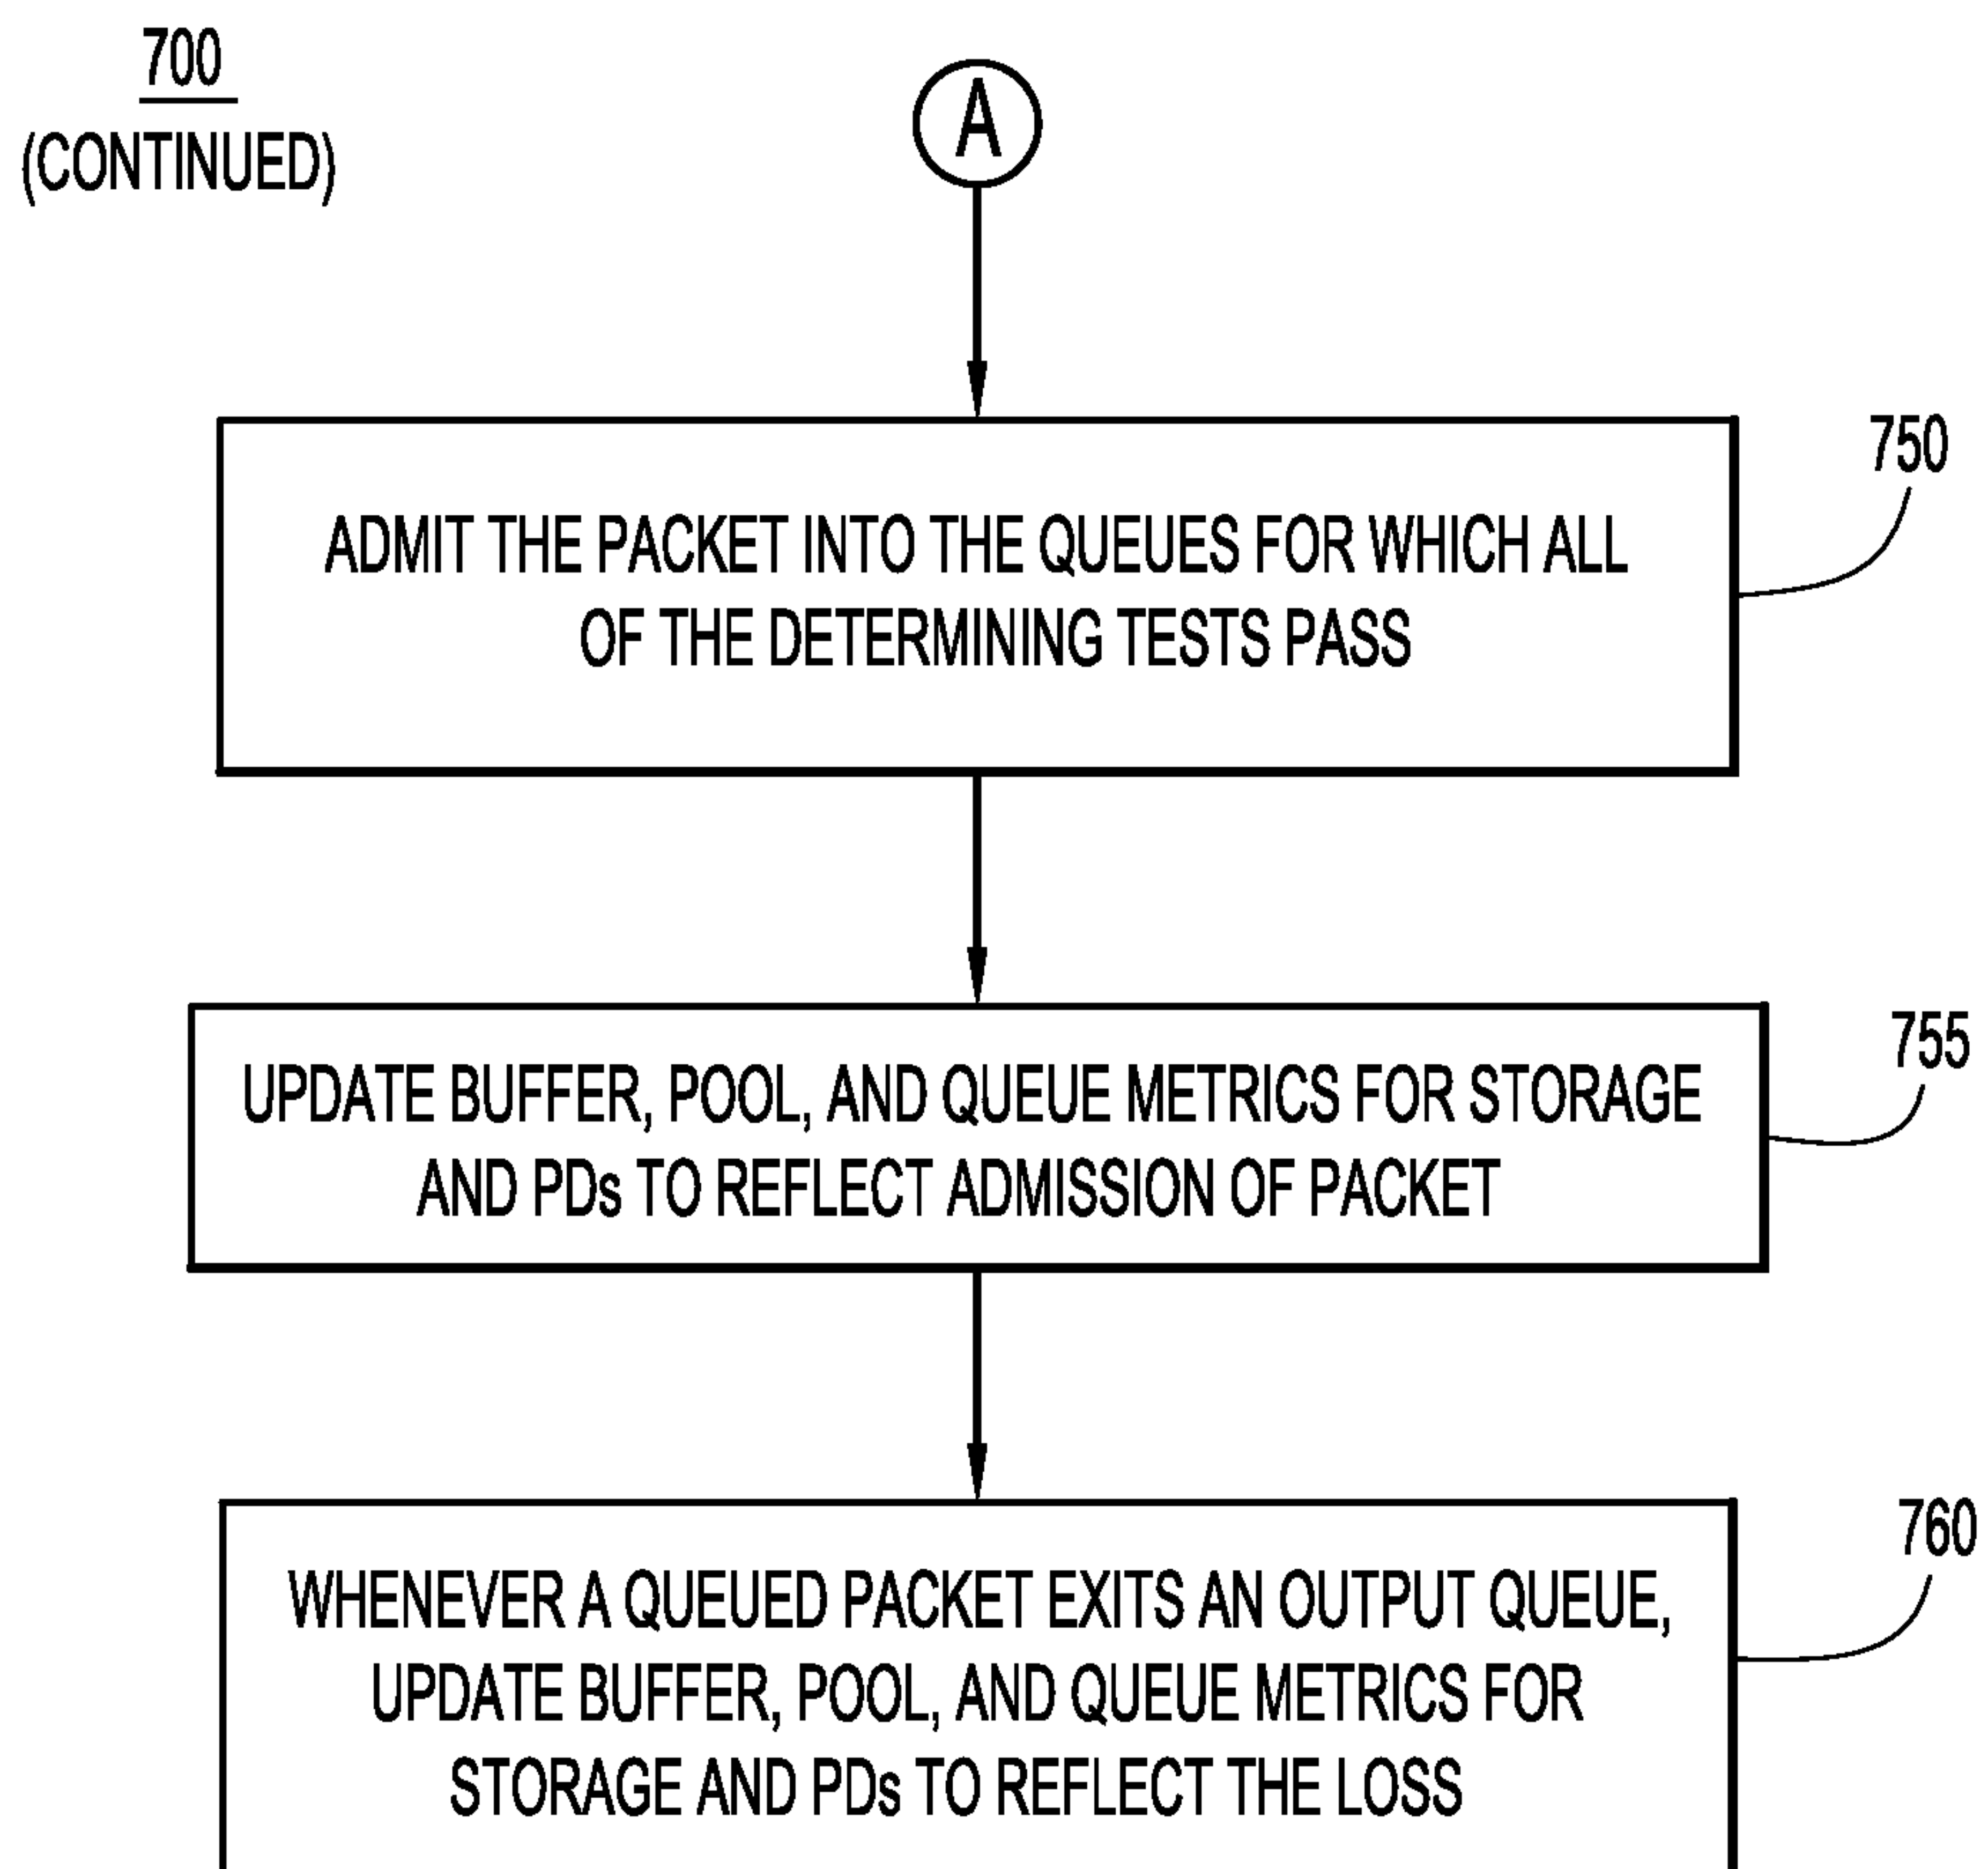 700
(CONTINUED)
A
750
ADMIT THE PACKET INTO THE QUEUES FOR WHICH ALL
OF THE DETERMINING TESTS PASS
755
UPDATE BUFFER, POOL, AND QUEUE METRICS FOR STORAGE
AND PDs TO REFLECT ADMISSION OF PACKET
760
WHENEVER A QUEUED PACKET EXITS AN OUTPUT QUEUE,
UPDATE BUFFER, POOL, AND QUEUE METRICS FOR
STORAGE AND PDs TO REFLECT THE LOSS